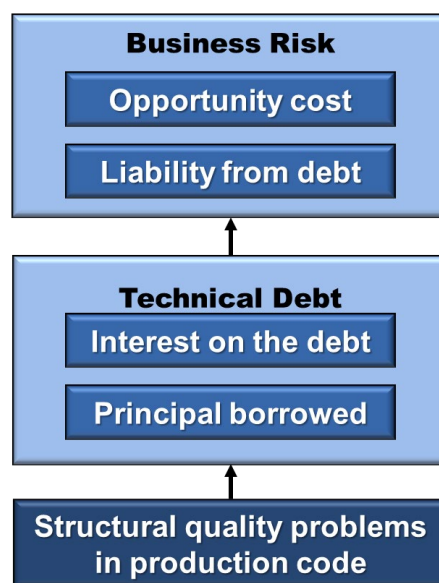 Business Risk
Opportunity cost
Liability from debt
Technical Debt
Interest on the debt
Principal borrowed
Structural quality problems
in production code